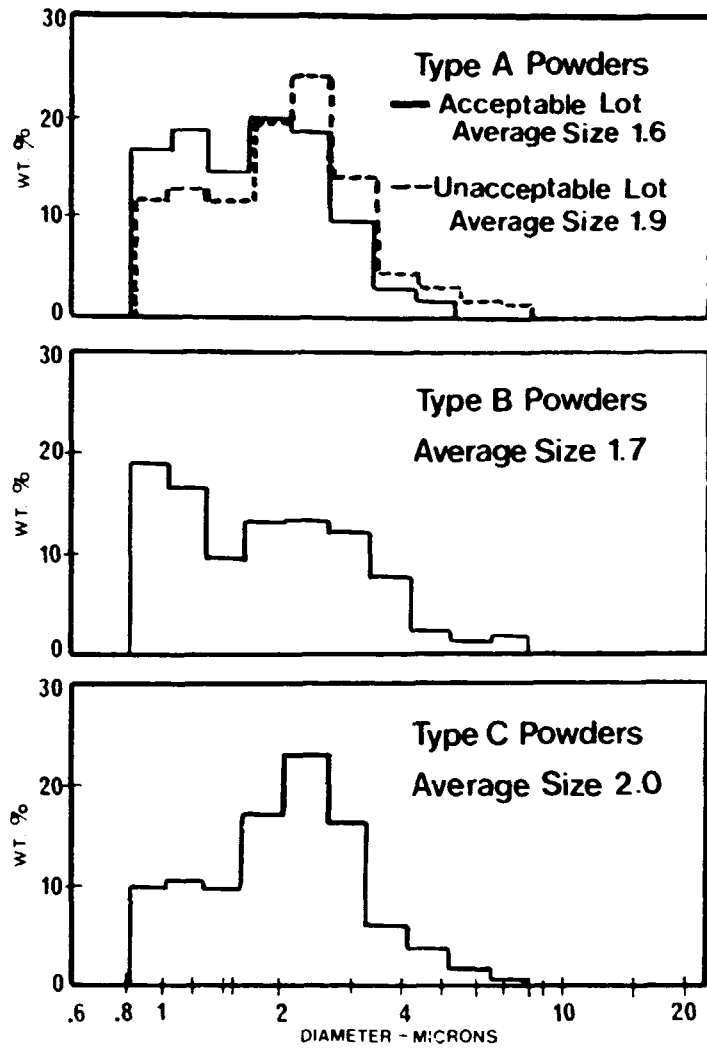 30
20
10
0
WT. %
Type A Powders
Acceptable Lot
Average Size 1.6
Unacceptable Lot
Average Size 1.9
30
20
10
0
WT. %
Type B Powders
Average Size 1.7
30
20
10
0
WT. %
Type C Powders
Average Size 2.0
.6 .8 1 2 4 6 10 20
DIAMETER - MICRONS